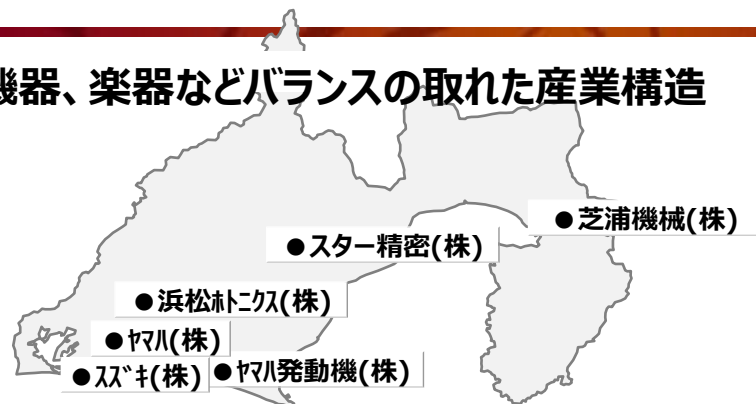 機器、楽器などバランスの取れた産業構造
●芝浦機械(株)
●スター精密(株)
●浜松ﾎﾄﾆｸｽ(株)
●ﾔﾏﾊ(株)
●ｽｽﾞｷ(株) ●ﾔﾏﾊ発動機(株)